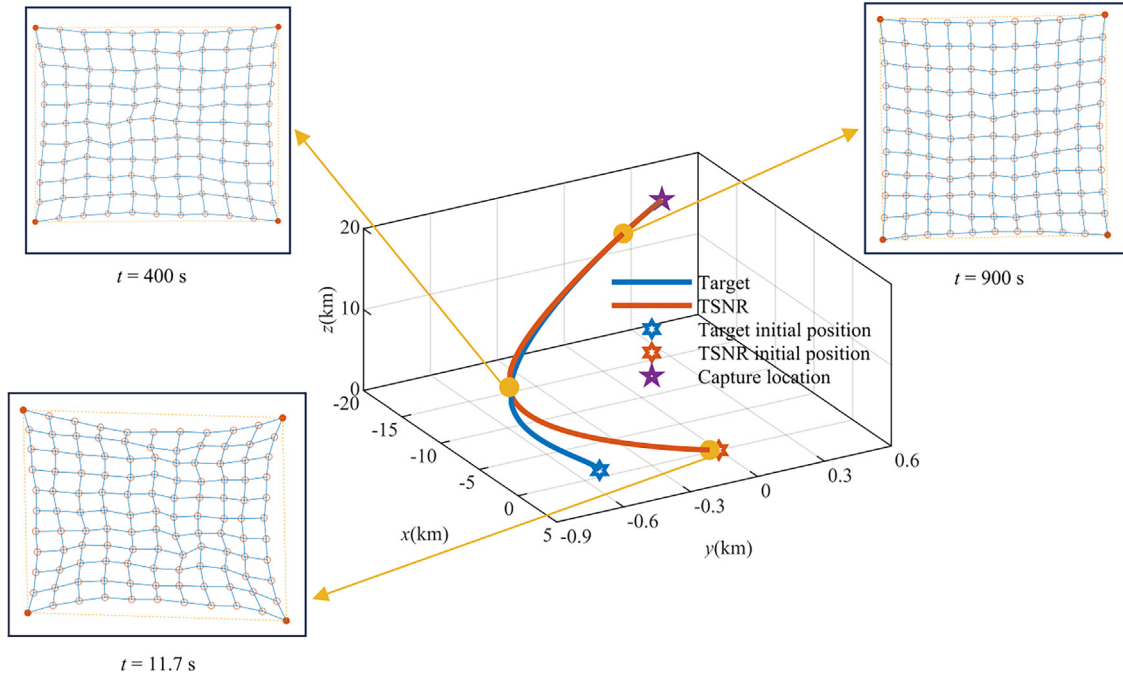 t = 400 s
t = 900 s
t = 11.7 s
20
10
0
z(km)
-20
-15
-10
-5
0
5
x(km)
-0.9
-0.6
-0.3
0
0.3
0.6
y(km)
Target
TSNR
Target initial position
TSNR initial position
Capture location